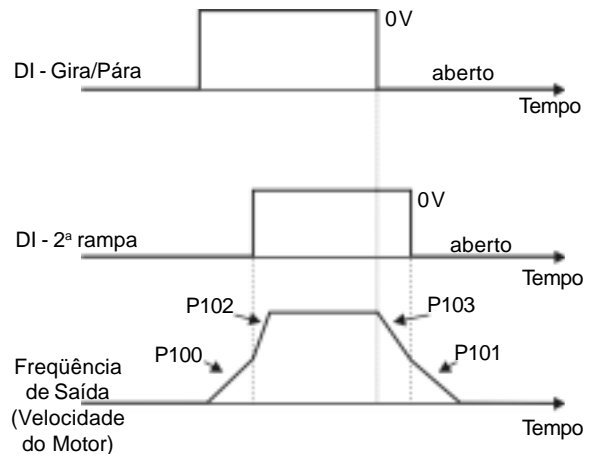 0V
DI - Gira/Pára
aberto
Tempo
0V
DI - 2ª rampa
aberto
Tempo
P102
P103
P100
P101
Freqüência
de Saída
(Velocidade
do Motor)
Tempo